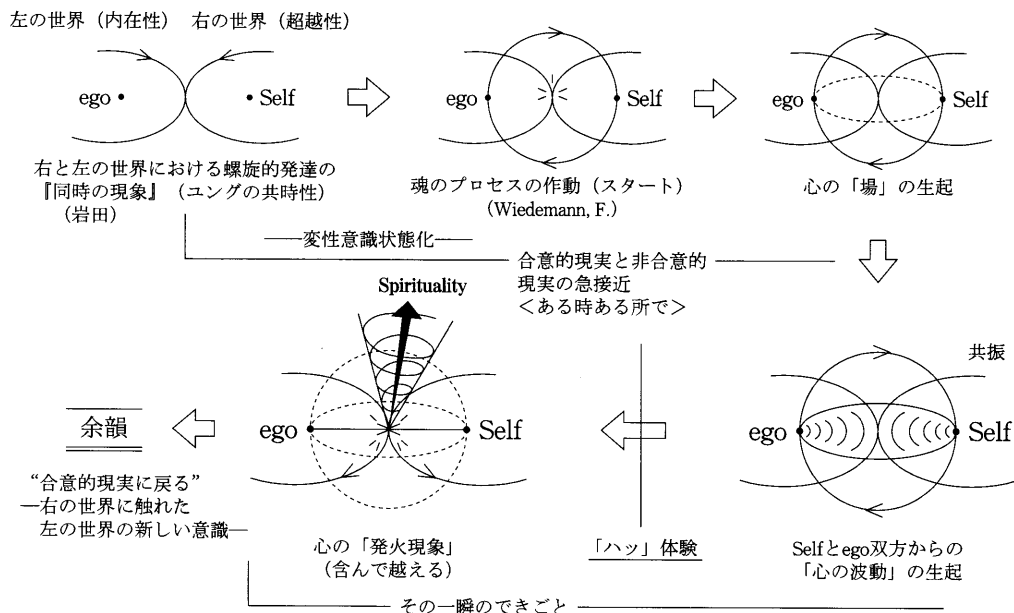 左の世界（内在性） 右の世界（超越性）
ego
Self
右と左の世界における螺旋的発達の
『同時の現象』（ユングの共時性）
（岩田）
ego
Self
魂のプロセスの作動（スタート）
(Wiedemann, F.)
ego
Self
心の「場」の生起
―変性意識状態化―
合意的現実と非合意的
現実の急接近
＜ある時ある所で＞
共振
ego
Self
Selfとego双方からの
「心の波動」の生起
「ハッ」体験
Spirituality
ego
Self
心の「発火現象」
（含んで越える）
余韻
“合意的現実に戻る”
―右の世界に触れた
左の世界の新しい意識―
その一瞬のできごと